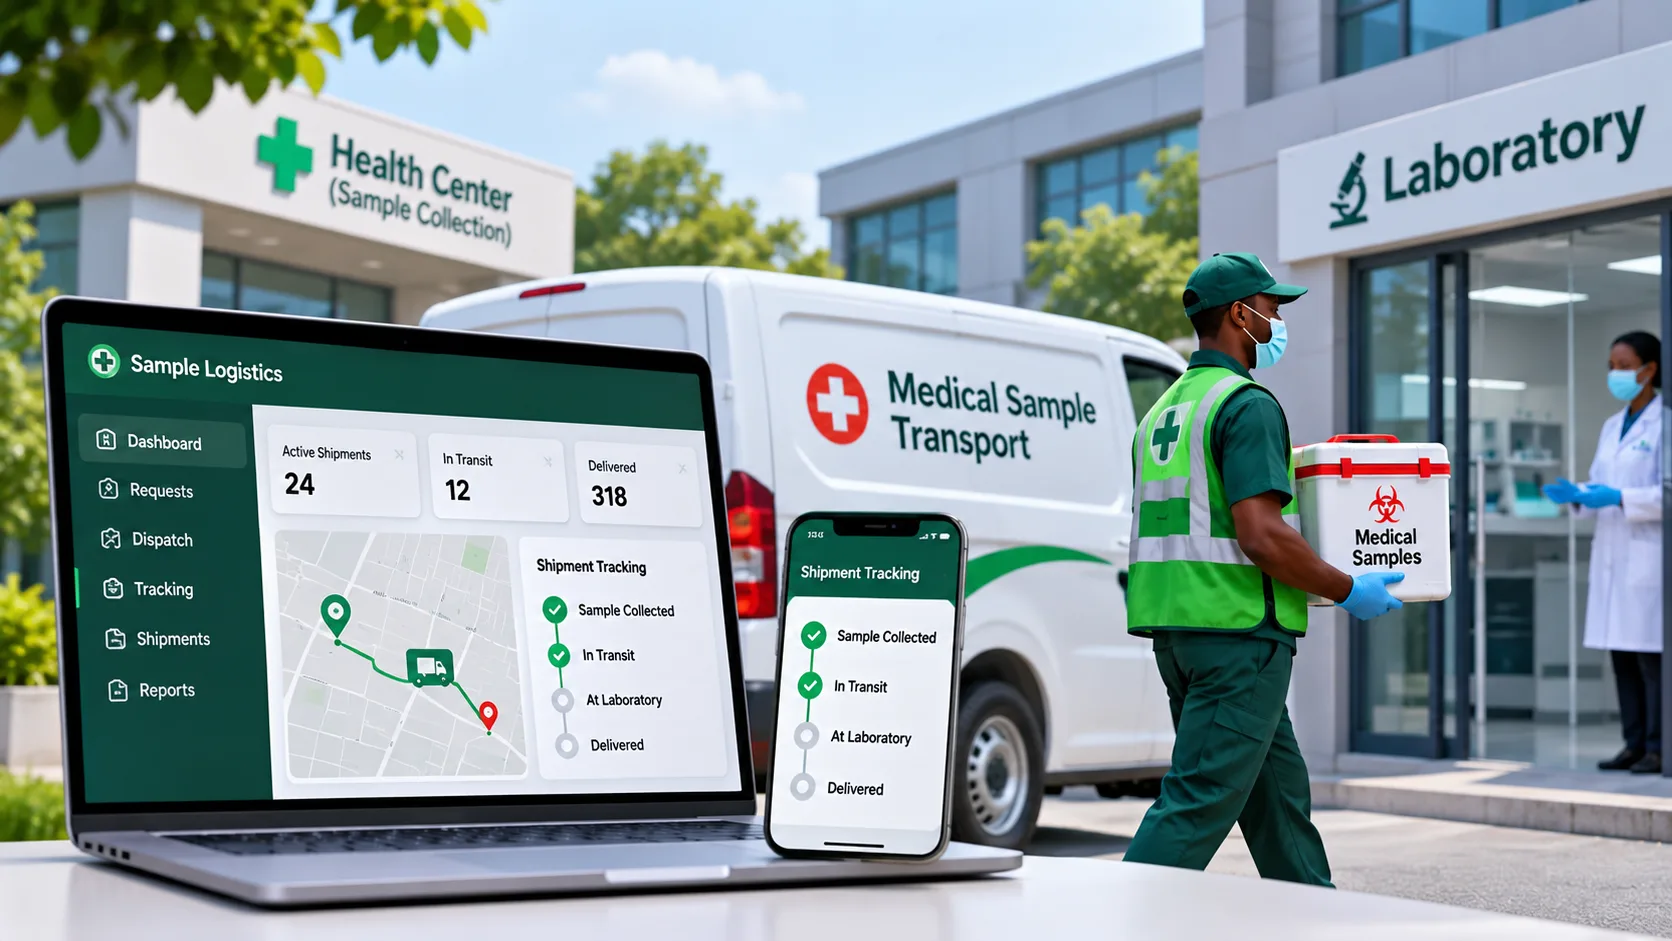 Health Center
(Sample Collection)
Laboratory
Medical Sample
Transport
Medical
Samples
Sample Logistics
Dashboard
Requests
Dispatch
Tracking
Shipments
Reports
Active Shipments
24
In Transit
12
Delivered
318
Shipment Tracking
Sample Collected
In Transit
At Laboratory
Delivered
Shipment Tracking
Sample Collected
In Transit
At Laboratory
Delivered